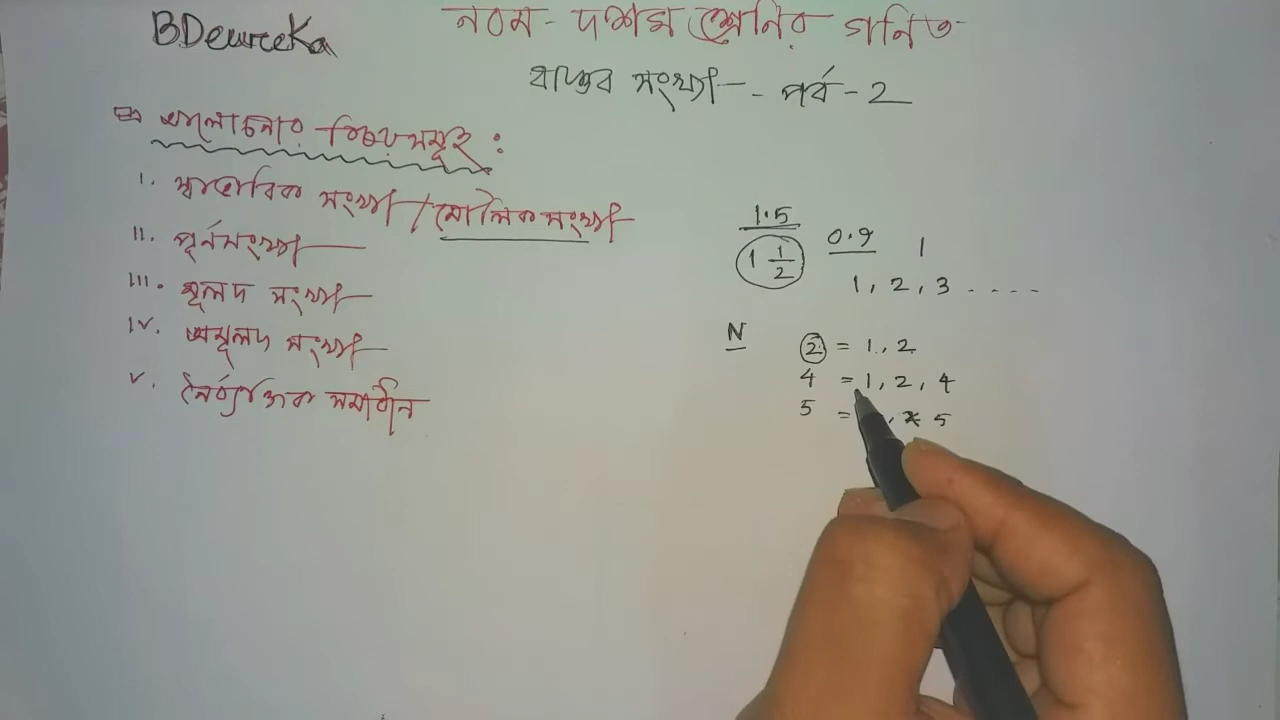 BDeureka
নবম - দশম শ্রেনির গনিত
বাস্তব সংখ্যা - পর্ব - 2
আলোচনার বিষয়সমূহ :
i. স্বাভাবিক সংখ্যা / মৌলিক সংখ্যা
ii. পূর্নসংখ্যা
iii. মূলদ সংখ্যা
iv. অমূলদ সংখ্যা
v. নৈর্ব্যক্তিক সমাধান
1.5
1 1/2 0.9 1
1, 2, 3 ....
N 2 = 1, 2
4 = 1, 2, 4
5 = , 5